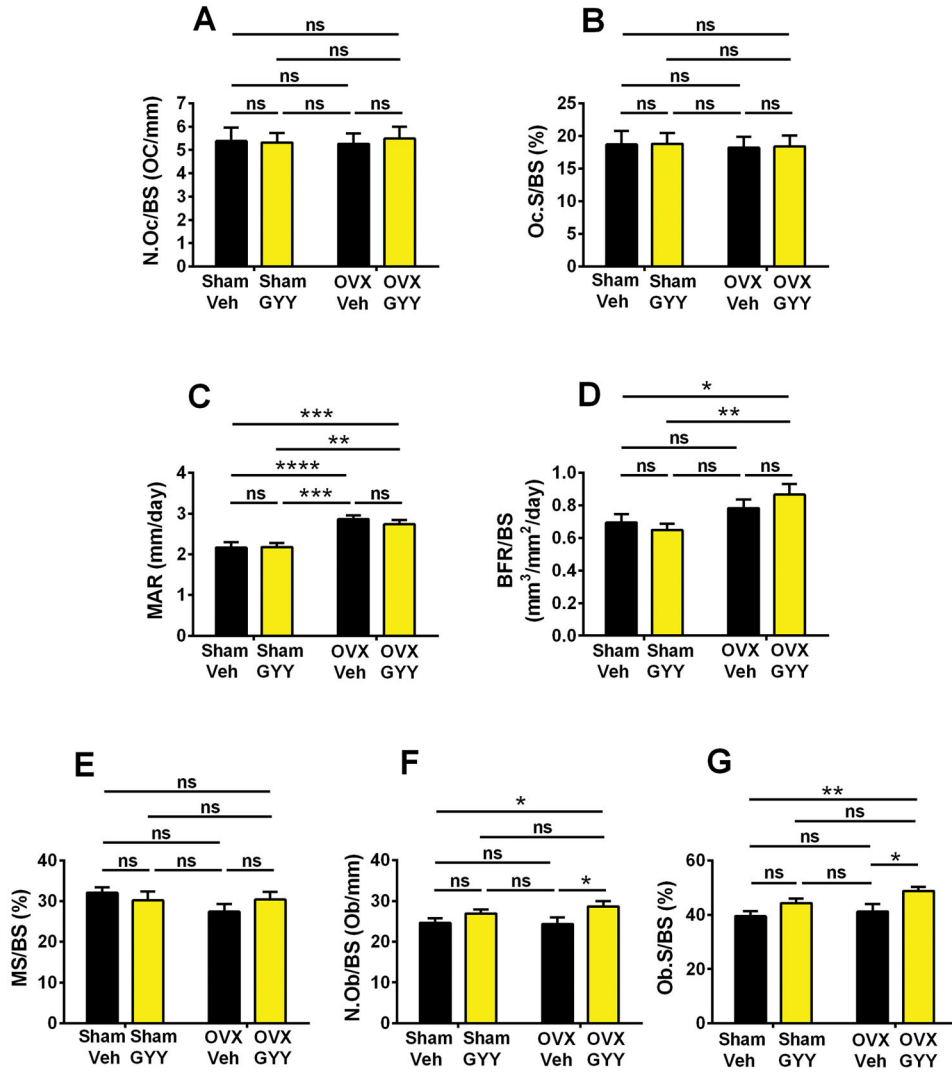 A
ns
ns
ns
ns ns ns
N.Oc/BS (OC/mm)
7
6
5
4
3
2
1
0
Sham Sham OVX OVX
Veh GYY Veh GYY
B
ns
ns
ns
ns ns ns
Oc.S/BS (%)
25
20
15
10
5
0
Sham Sham OVX OVX
Veh GYY Veh GYY
C
***
**
****
ns *** ns
MAR (mm/day)
4
3
2
1
0
Sham Sham OVX OVX
Veh GYY Veh GYY
D
*
**
ns
ns ns ns
BFR/BS
(mm³/mm²/day)
1.0
0.8
0.6
0.4
0.2
0.0
Sham Sham OVX OVX
Veh GYY Veh GYY
E
ns
ns
ns
ns ns ns
MS/BS (%)
40
30
20
10
0
Sham Sham OVX OVX
Veh GYY Veh GYY
F
*
ns
ns
ns ns *
N.Ob/BS (Ob/mm)
40
30
20
10
0
Sham Sham OVX OVX
Veh GYY Veh GYY
G
**
ns
ns
*
ns ns
Ob.S/BS (%)
60
40
20
0
Sham Sham OVX OVX
Veh GYY Veh GYY